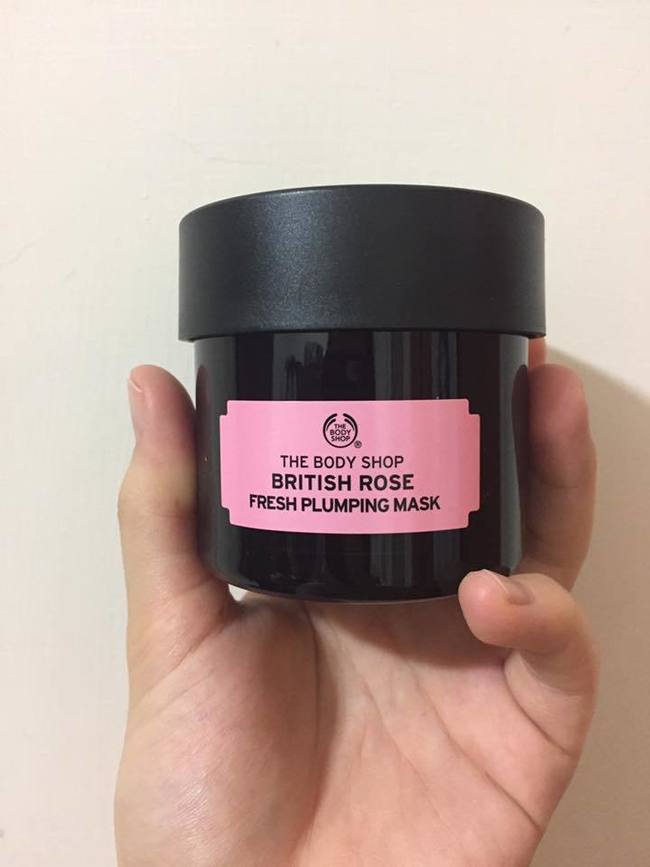 THE
BODY
SHOP
®
THE BODY SHOP
BRITISH ROSE
FRESH PLUMPING MASK